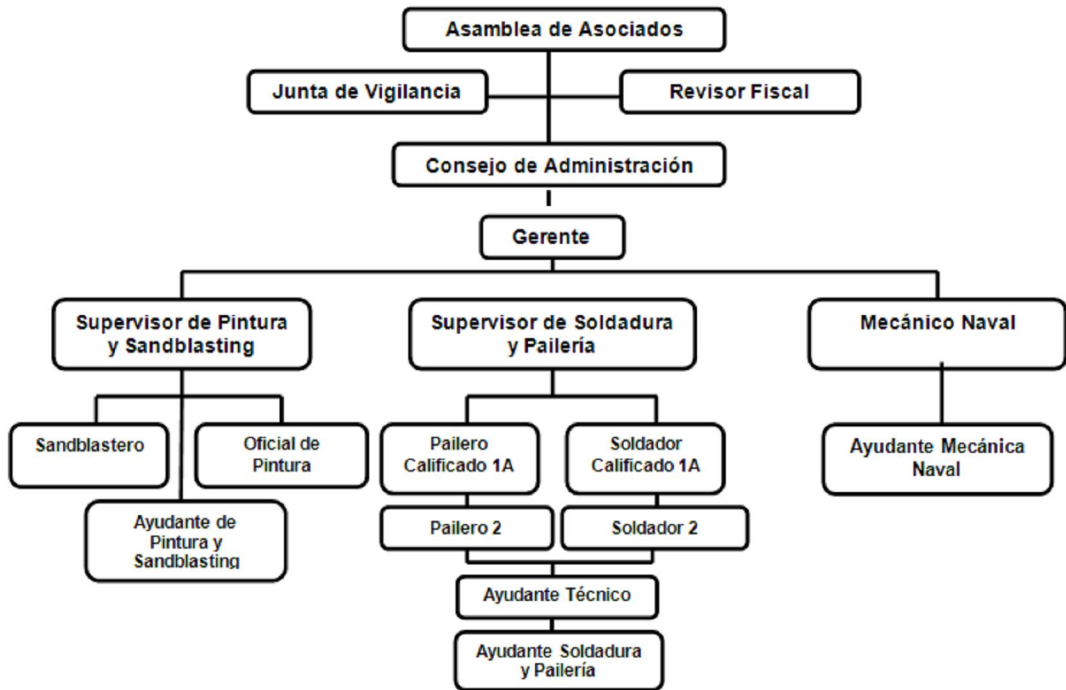 Asamblea de Asociados
Junta de Vigilancia
Revisor Fiscal
Consejo de Administración
Gerente
Supervisor de Pintura
y Sandblasting
Supervisor de Soldadura
y Pailería
Mecánico Naval
Sandblastero
Oficial de
Pintura
Pailero
Calificado 1A
Soldador
Calificado 1A
Ayudante Mecánica
Naval
Ayudante de
Pintura y
Sandblasting
Pailero 2
Soldador 2
Ayudante Técnico
Ayudante Soldadura
y Pailería